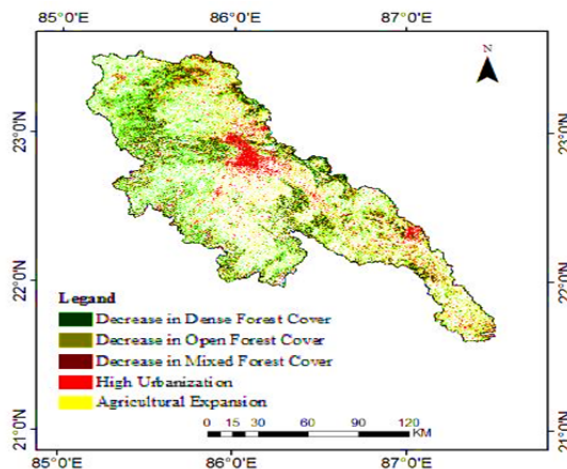 85°0'E 86°0'E 87°0'E
N
23°0'N 23°0'N
22°0'N 22°0'N
Legand
Decrease in Dense Forest Cover
Decrease in Open Forest Cover
Decrease in Mixed Forest Cover
High Urbanization
Agricultural Expansion
0 15 30 60 90 120
KM
21°0'N 21°0'N
85°0'E 86°0'E 87°0'E